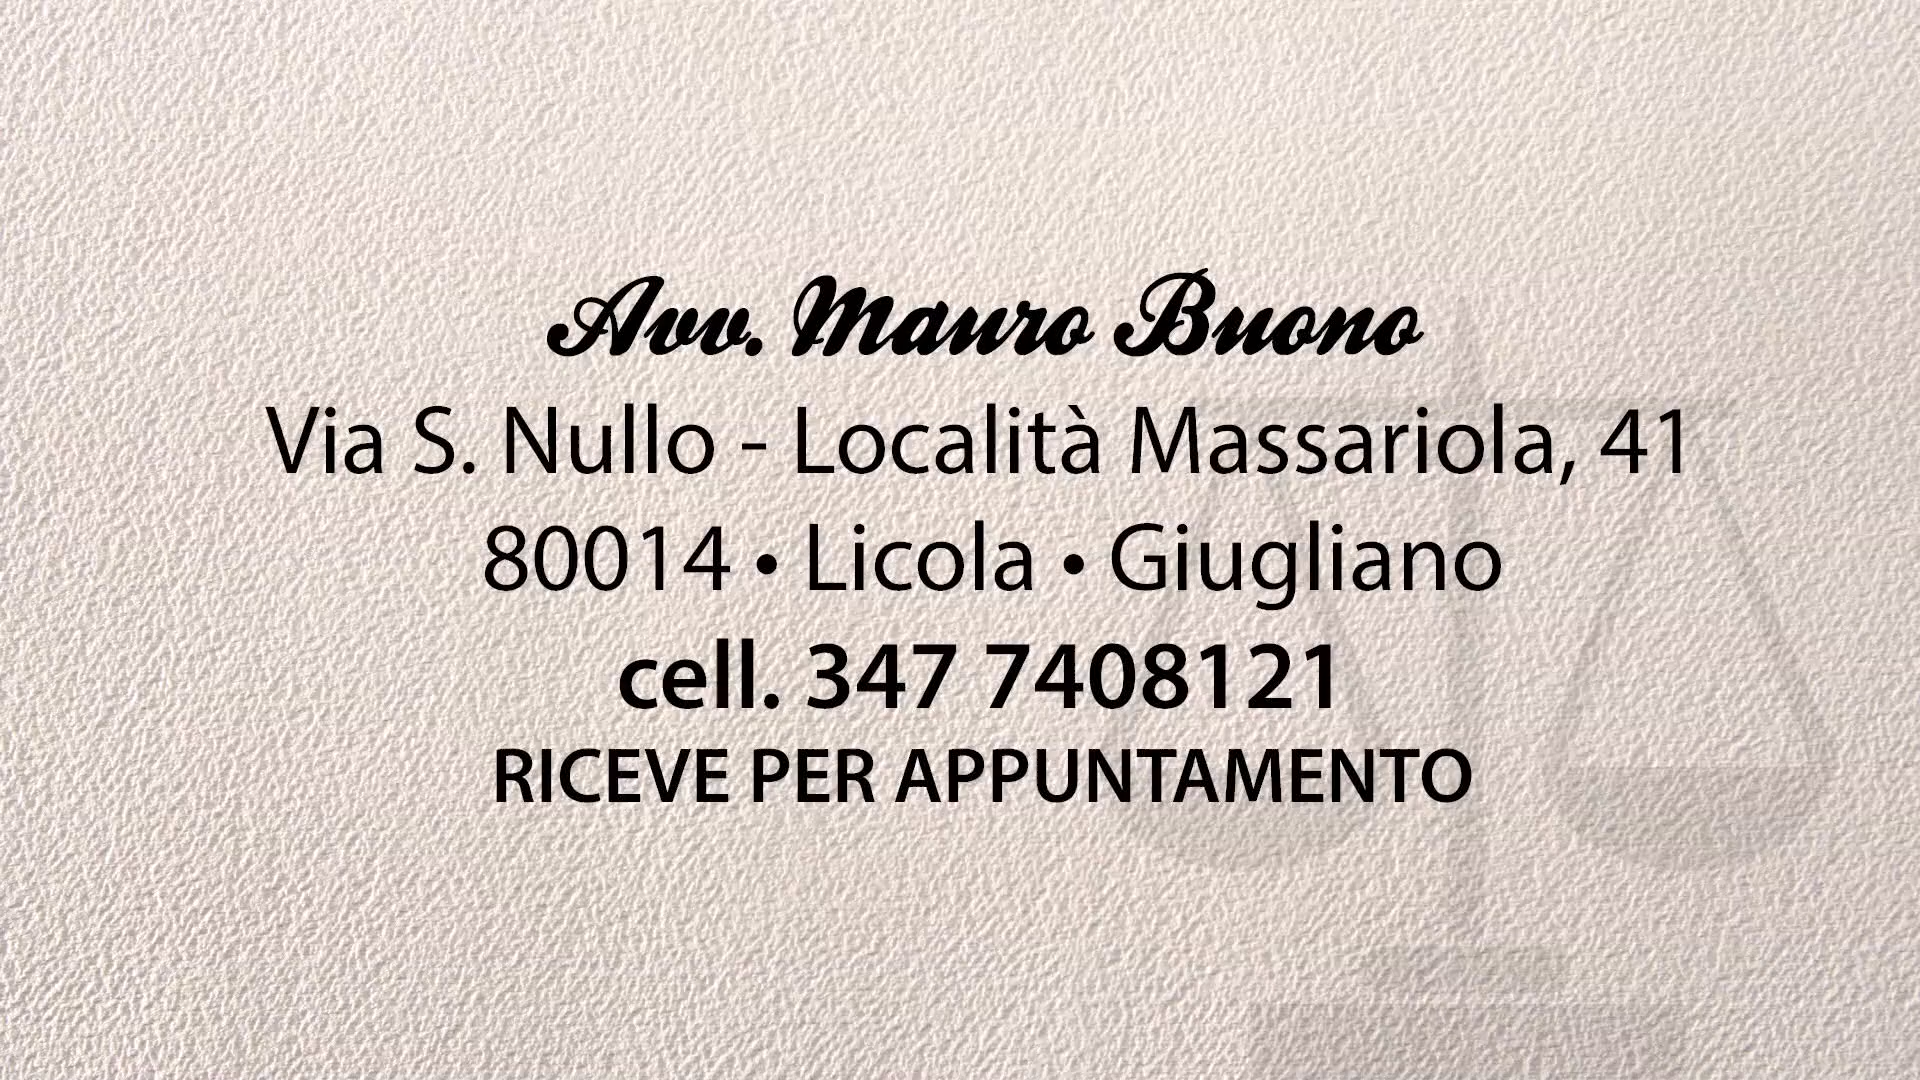 Avv. Mauro Buono
Via S. Nullo - Località Massariola, 41
80014 • Licola • Giugliano
cell. 347 7408121
RICEVE PER APPUNTAMENTO